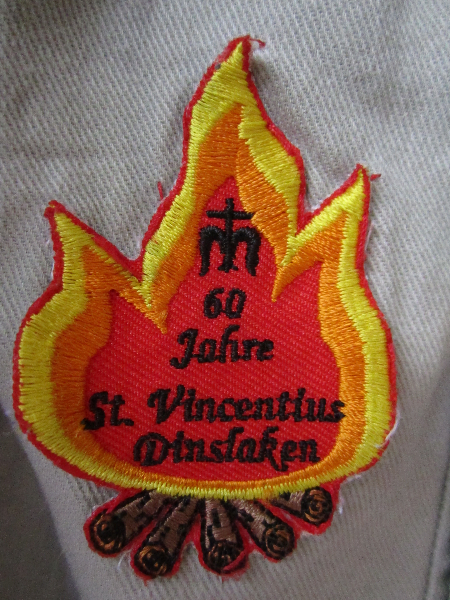 60
Jahre
St. Vincentius
Dinslaken